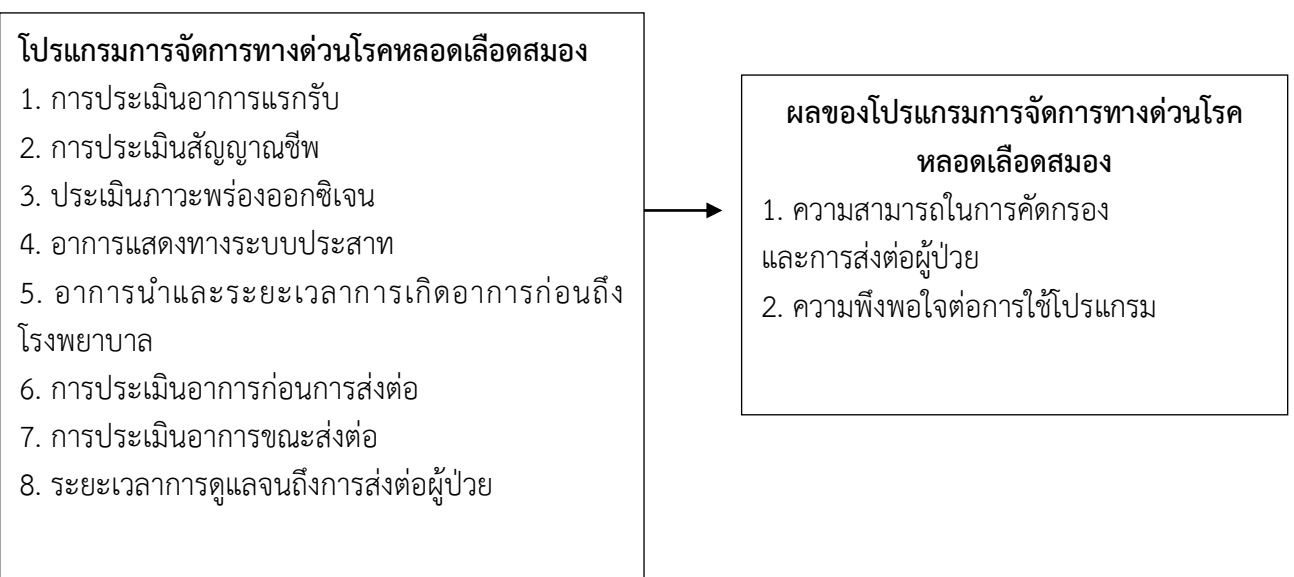 โปรแกรมการจัดการทางด่วนโรคหลอดเลือดสมอง
1. การประเมินอาการแรกรับ
2. การประเมินสัญญาณชีพ
3. ประเมินภาวะพร่องออกซิเจน
4. อาการแสดงทางระบบประสาท
5. อาการนำและระยะเวลาการเกิดอาการก่อนถึง
โรงพยาบาล
6. การประเมินอาการก่อนการส่งต่อ
7. การประเมินอาการขณะส่งต่อ
8. ระยะเวลาการดูแลจนถึงการส่งต่อผู้ป่วย
ผลของโปรแกรมการจัดการทางด่วนโรค
หลอดเลือดสมอง
1. ความสามารถในการคัดกรอง
และการส่งต่อผู้ป่วย
2. ความพึงพอใจต่อการใช้โปรแกรม